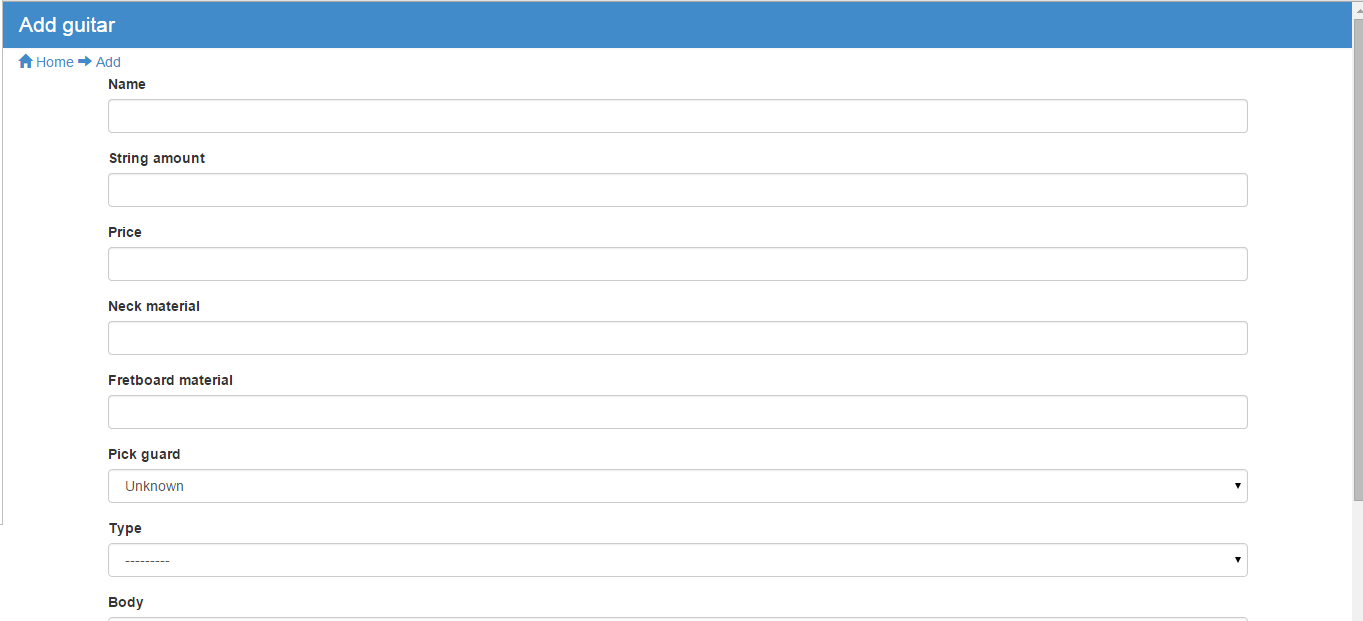 Add guitar
Home Add
Name
String amount
Price
Neck material
Fretboard material
Pick guard
Unknown
Type
---------
Body